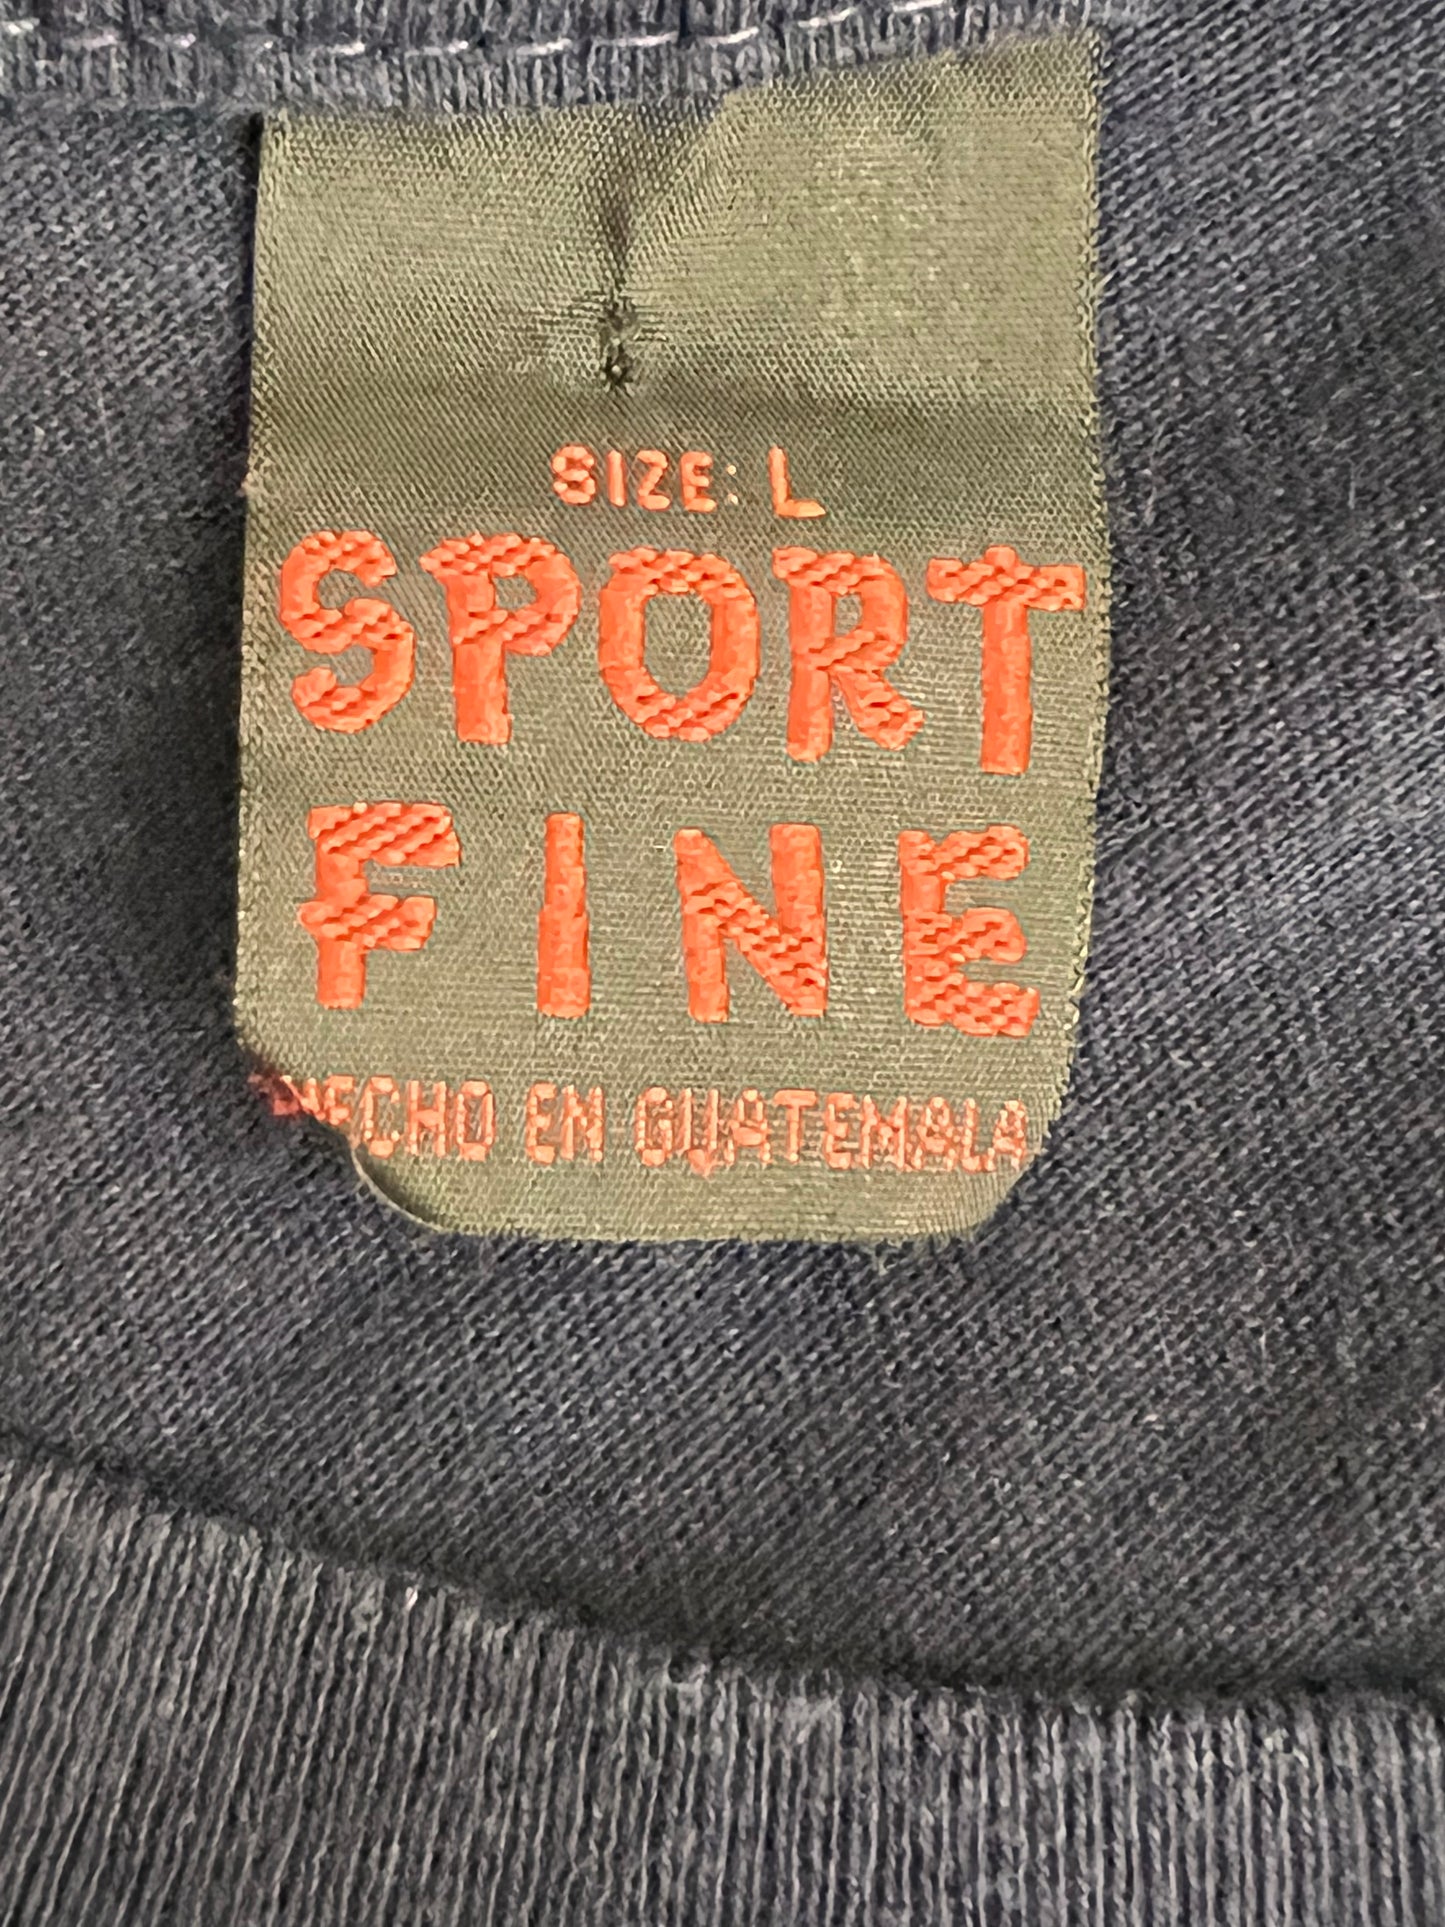 SIZE: L
SPORT
FINE
HECHO EN GUATEMALA